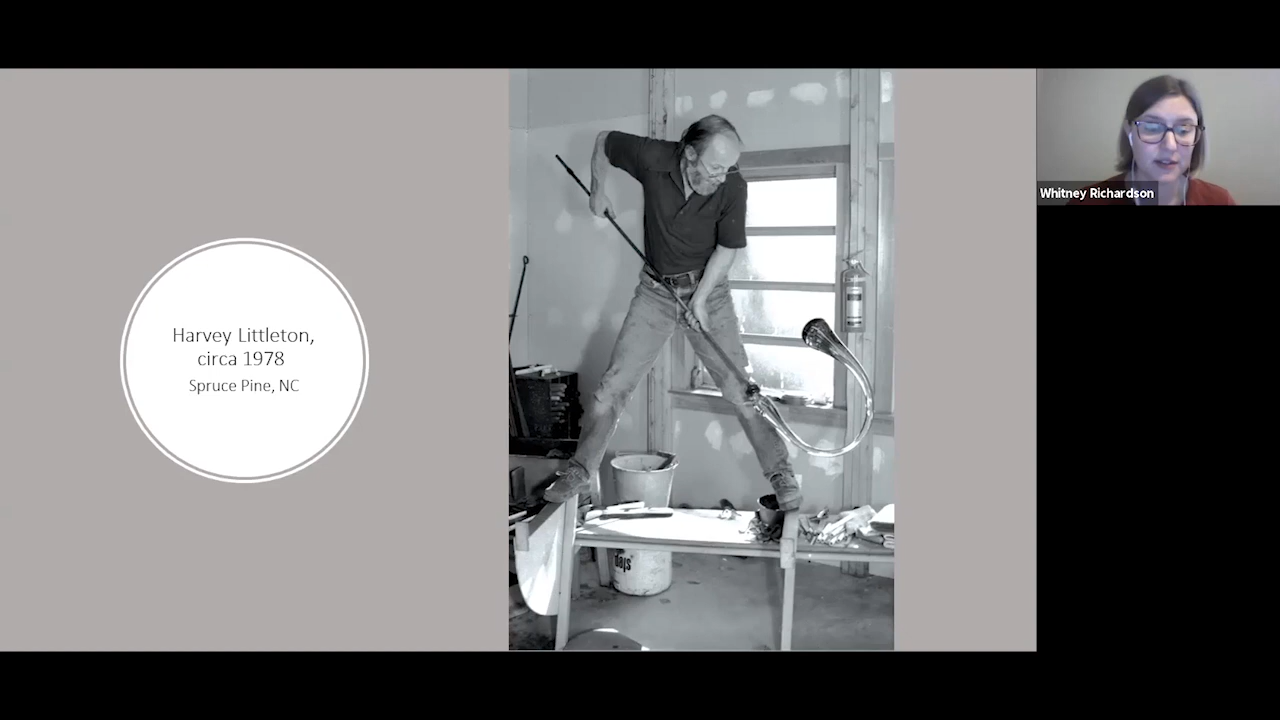 Harvey Littleton,
circa 1978
Spruce Pine, NC
Whitney Richardson